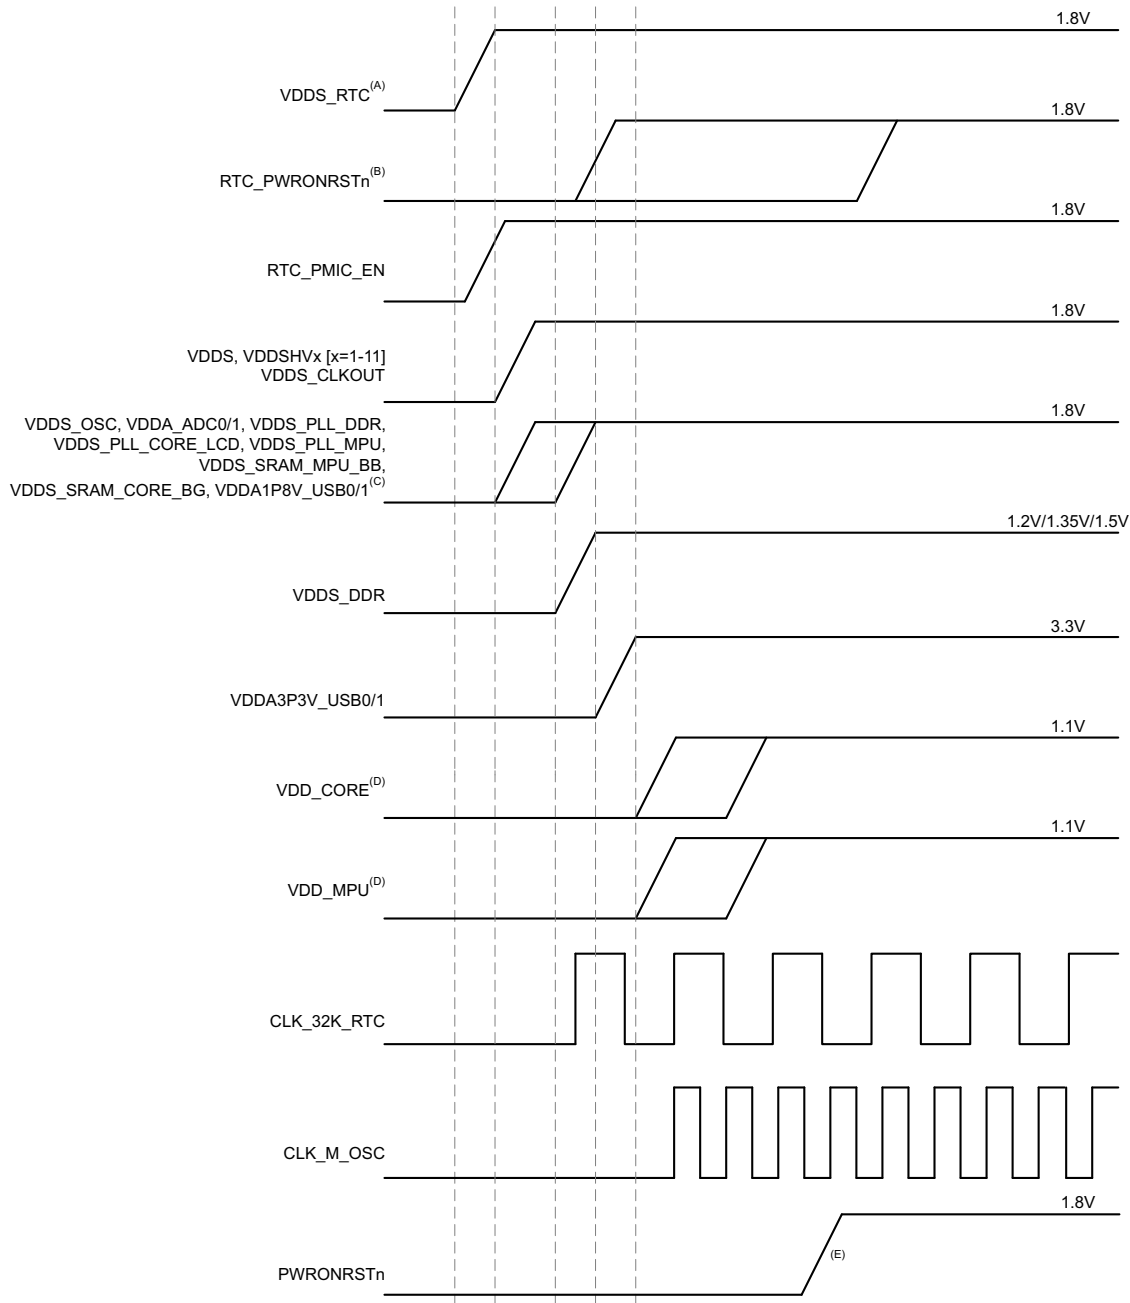 1.8V
VDDS_RTC(A)
1.8V
RTC_PWRONRSTn(B)
1.8V
RTC_PMIC_EN
1.8V
VDDS, VDDSHVx [x=1-11]
VDDS_CLKOUT
1.8V
VDDS_OSC, VDDA_ADC0/1, VDDS_PLL_DDR,
VDDS_PLL_CORE_LCD, VDDS_PLL_MPU,
VDDS_SRAM_MPU_BB,
VDDS_SRAM_CORE_BG, VDDA1P8V_USB0/1(C)
1.2V/1.35V/1.5V
VDDS_DDR
3.3V
VDDA3P3V_USB0/1
1.1V
VDD_CORE(D)
1.1V
VDD_MPU(D)
CLK_32K_RTC
CLK_M_OSC
1.8V
(E)
PWRONRSTn